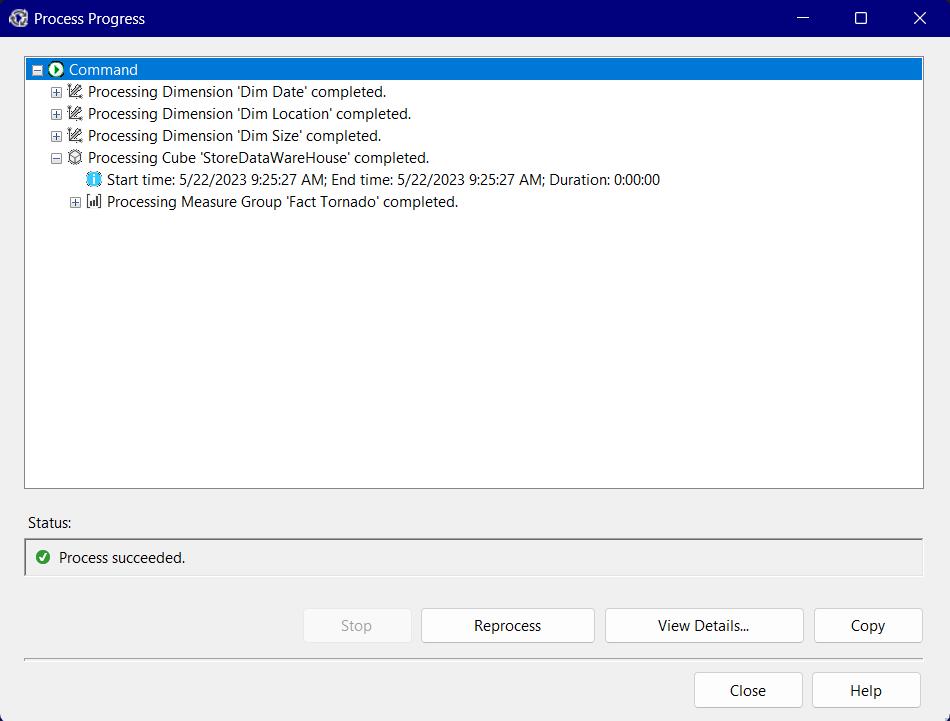 Process Progress
Command
Processing Dimension 'Dim Date' completed.
Processing Dimension 'Dim Location' completed.
Processing Dimension 'Dim Size' completed.
Processing Cube 'StoreDataWareHouse' completed.
Start time: 5/22/2023 9:25:27 AM; End time: 5/22/2023 9:25:27 AM; Duration: 0:00:00
Processing Measure Group 'Fact Tornado' completed.
Status:
Process succeeded.
Stop Reprocess View Details... Copy
Close Help